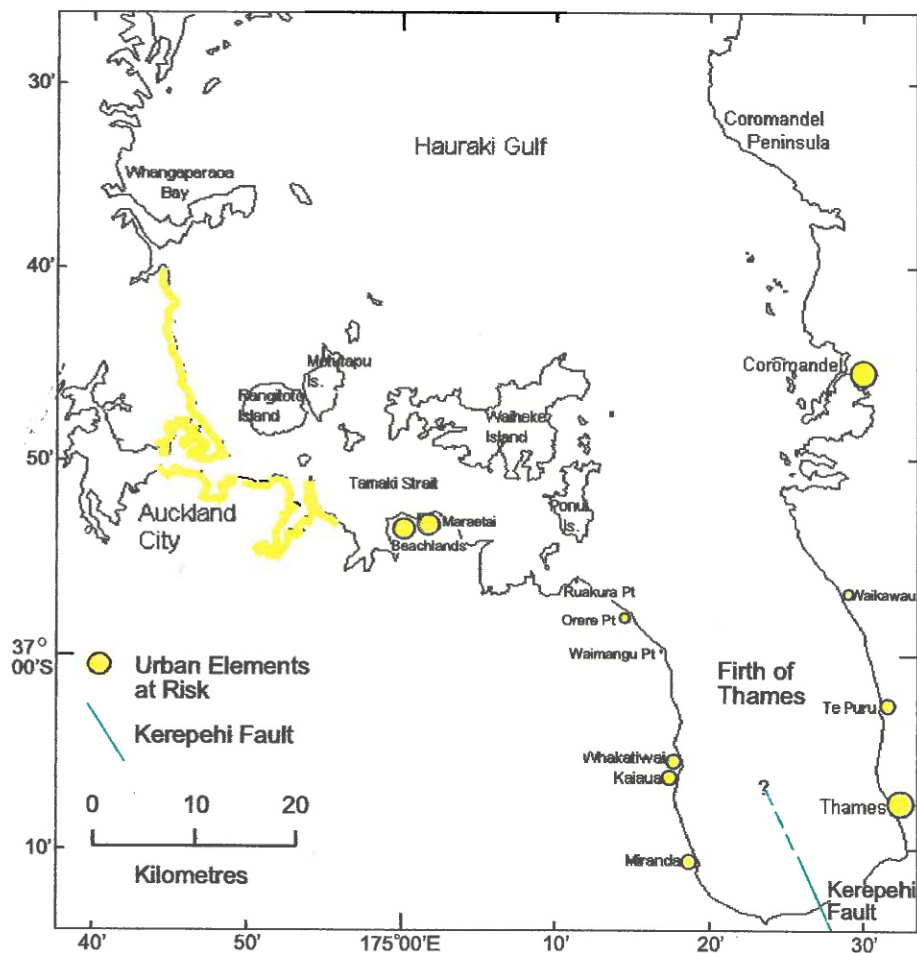 30'
Coromandel
Peninsula
Hauraki Gulf
Whangaparaoa
Bay
40'
Motutapu
Is.
Rangitoto
Island
Coromandel
Waiheke
Island
50'
Tamaki Strait
Ponui
Is.
Auckland
City
Maraetai
Beachlands
Ruakura Pt
Waikawau
Orere Pt
37°
00'S
Waimangu Pt
Urban Elements
at Risk
Firth of
Thames
Te Puru
Kerepehi Fault
Whakatiwai
Kaiaua
?
0 10 20
Thames
10'
Kilometres
Miranda
Kerepehi
Fault
40' 50' 175°00'E 10' 20' 30'